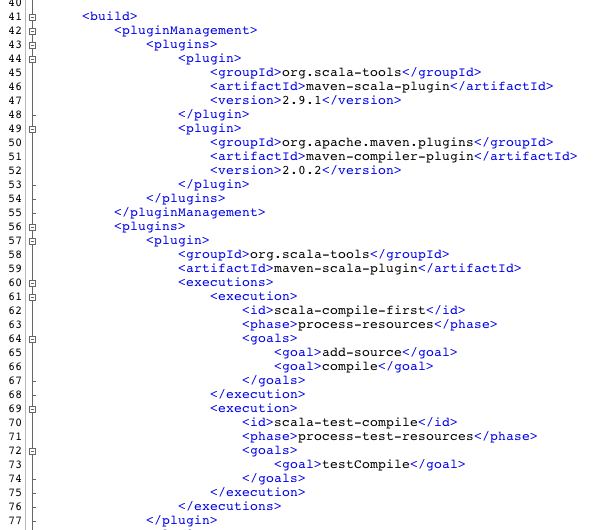 40
41 <build>
42 <pluginManagement>
43 <plugins>
44 <plugin>
45 <groupId>org.scala-tools</groupId>
46 <artifactId>maven-scala-plugin</artifactId>
47 <version>2.9.1</version>
48 </plugin>
49 <plugin>
50 <groupId>org.apache.maven.plugins</groupId>
51 <artifactId>maven-compiler-plugin</artifactId>
52 <version>2.0.2</version>
53 </plugin>
54 </plugins>
55 </pluginManagement>
56 <plugins>
57 <plugin>
58 <groupId>org.scala-tools</groupId>
59 <artifactId>maven-scala-plugin</artifactId>
60 <executions>
61 <execution>
62 <id>scala-compile-first</id>
63 <phase>process-resources</phase>
64 <goals>
65 <goal>add-source</goal>
66 <goal>compile</goal>
67 </goals>
68 </execution>
69 <execution>
70 <id>scala-test-compile</id>
71 <phase>process-test-resources</phase>
72 <goals>
73 <goal>testCompile</goal>
74 </goals>
75 </execution>
76 </executions>
77 </plugin>